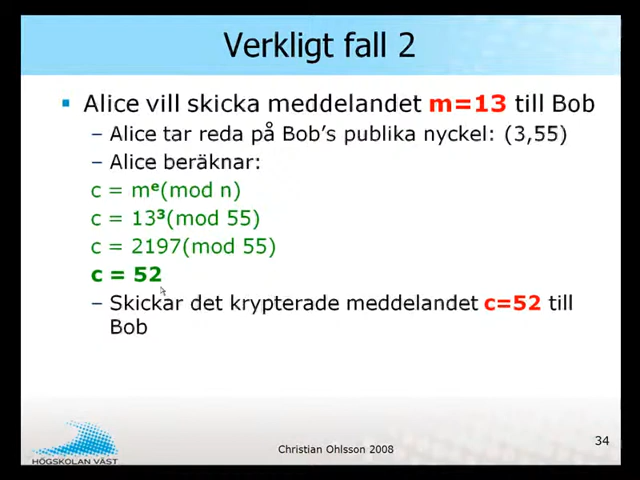 Verkligt fall 2
▪ Alice vill skicka meddelandet m=13 till Bob
– Alice tar reda på Bob's publika nyckel: (3,55)
– Alice beräknar:
c = mᵉ(mod n)
c = 13³(mod 55)
c = 2197(mod 55)
c = 52
– Skickar det krypterade meddelandet c=52 till
Bob
34
Christian Ohlsson 2008
HÖGSKOLAN VÄST